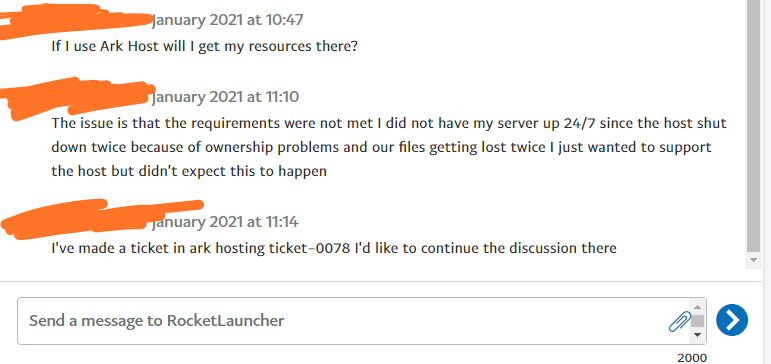 January 2021 at 10:47
If I use Ark Host will I get my resources there?
January 2021 at 11:10
The issue is that the requirements were not met I did not have my server up 24/7 since the host shut
down twice because of ownership problems and our files getting lost twice I just wanted to support
the host but didn't expect this to happen
January 2021 at 11:14
I've made a ticket in ark hosting ticket-0078 I'd like to continue the discussion there
Send a message to RocketLauncher
2000